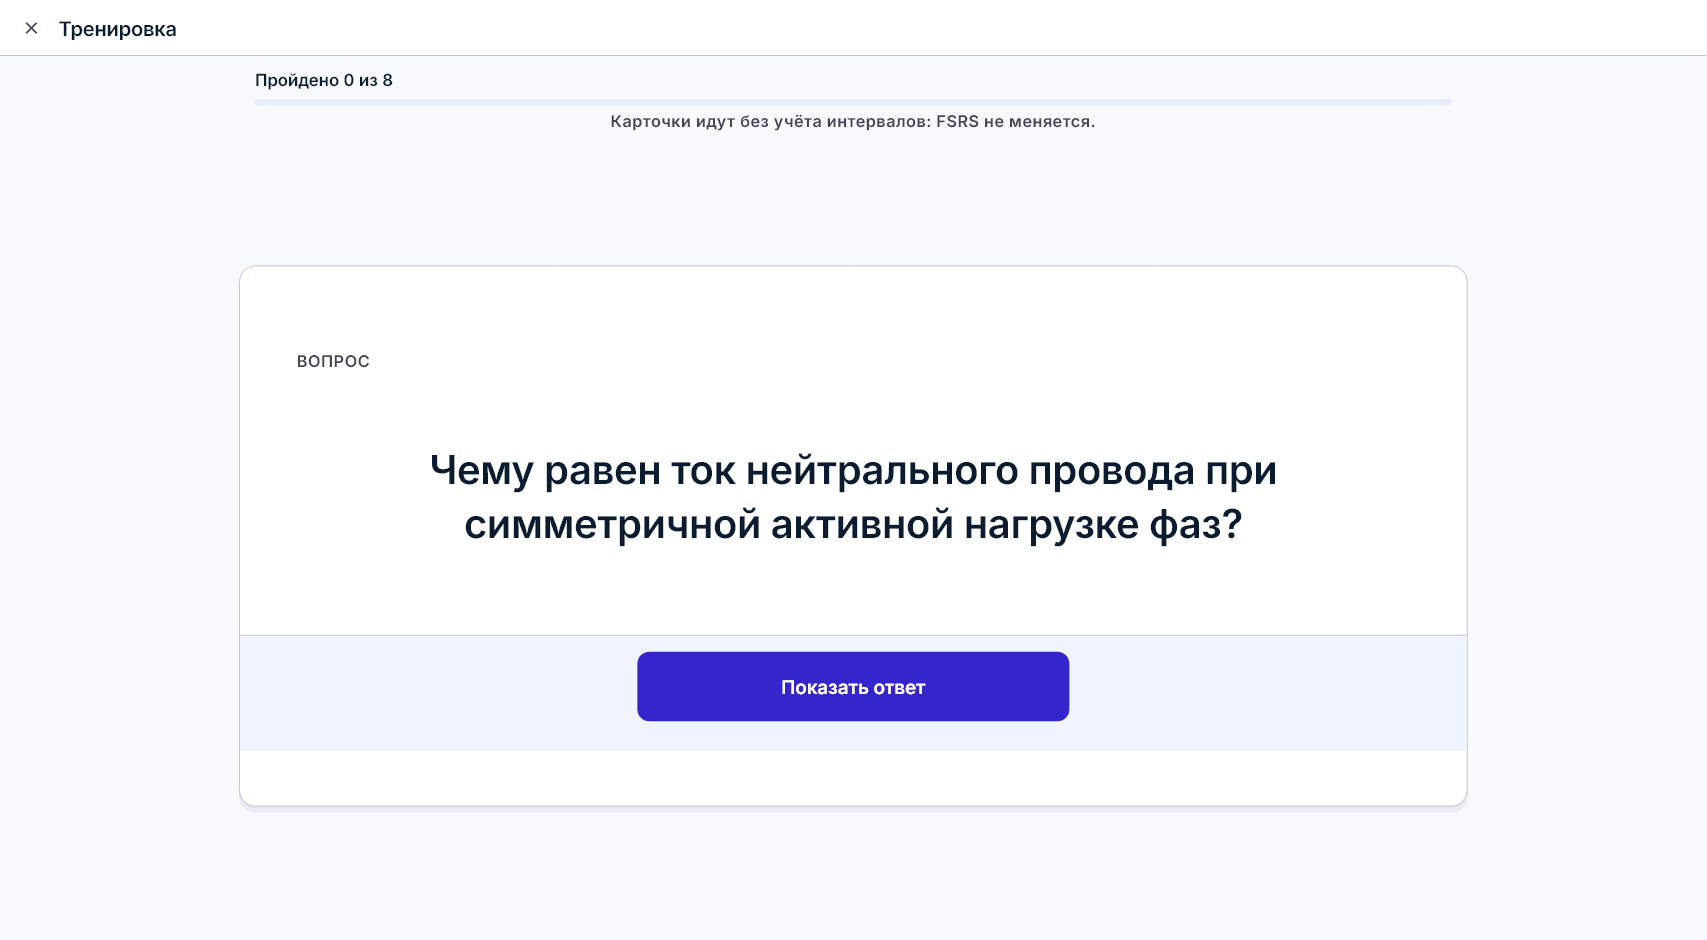 Тренировка
Пройдено 0 из 8
Карточки идут без учёта интервалов: FSRS не меняется.
ВОПРОС
Чему равен ток нейтрального провода при
симметричной активной нагрузке фаз?
Показать ответ